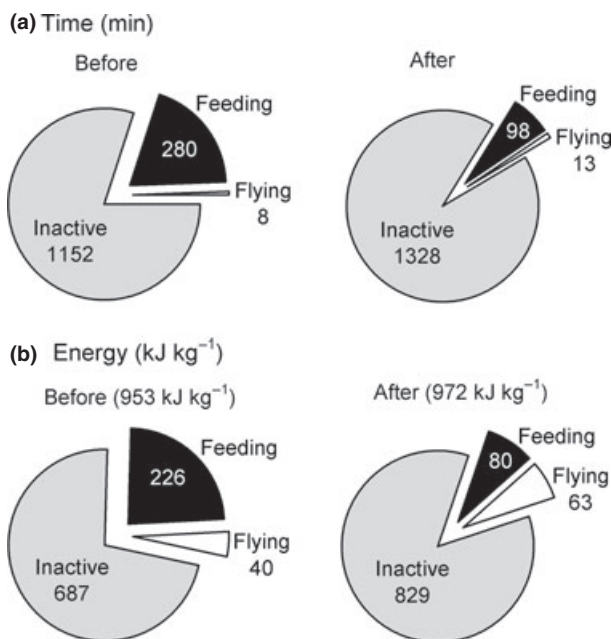 (a) Time (min)
Before
Feeding
280
Flying
8
Inactive
1152
After
Feeding
98
Flying
13
Inactive
1328
(b) Energy (kJ kg⁻¹)
Before (953 kJ kg⁻¹)
Feeding
226
Flying
40
Inactive
687
After (972 kJ kg⁻¹)
Feeding
80
Flying
63
Inactive
829